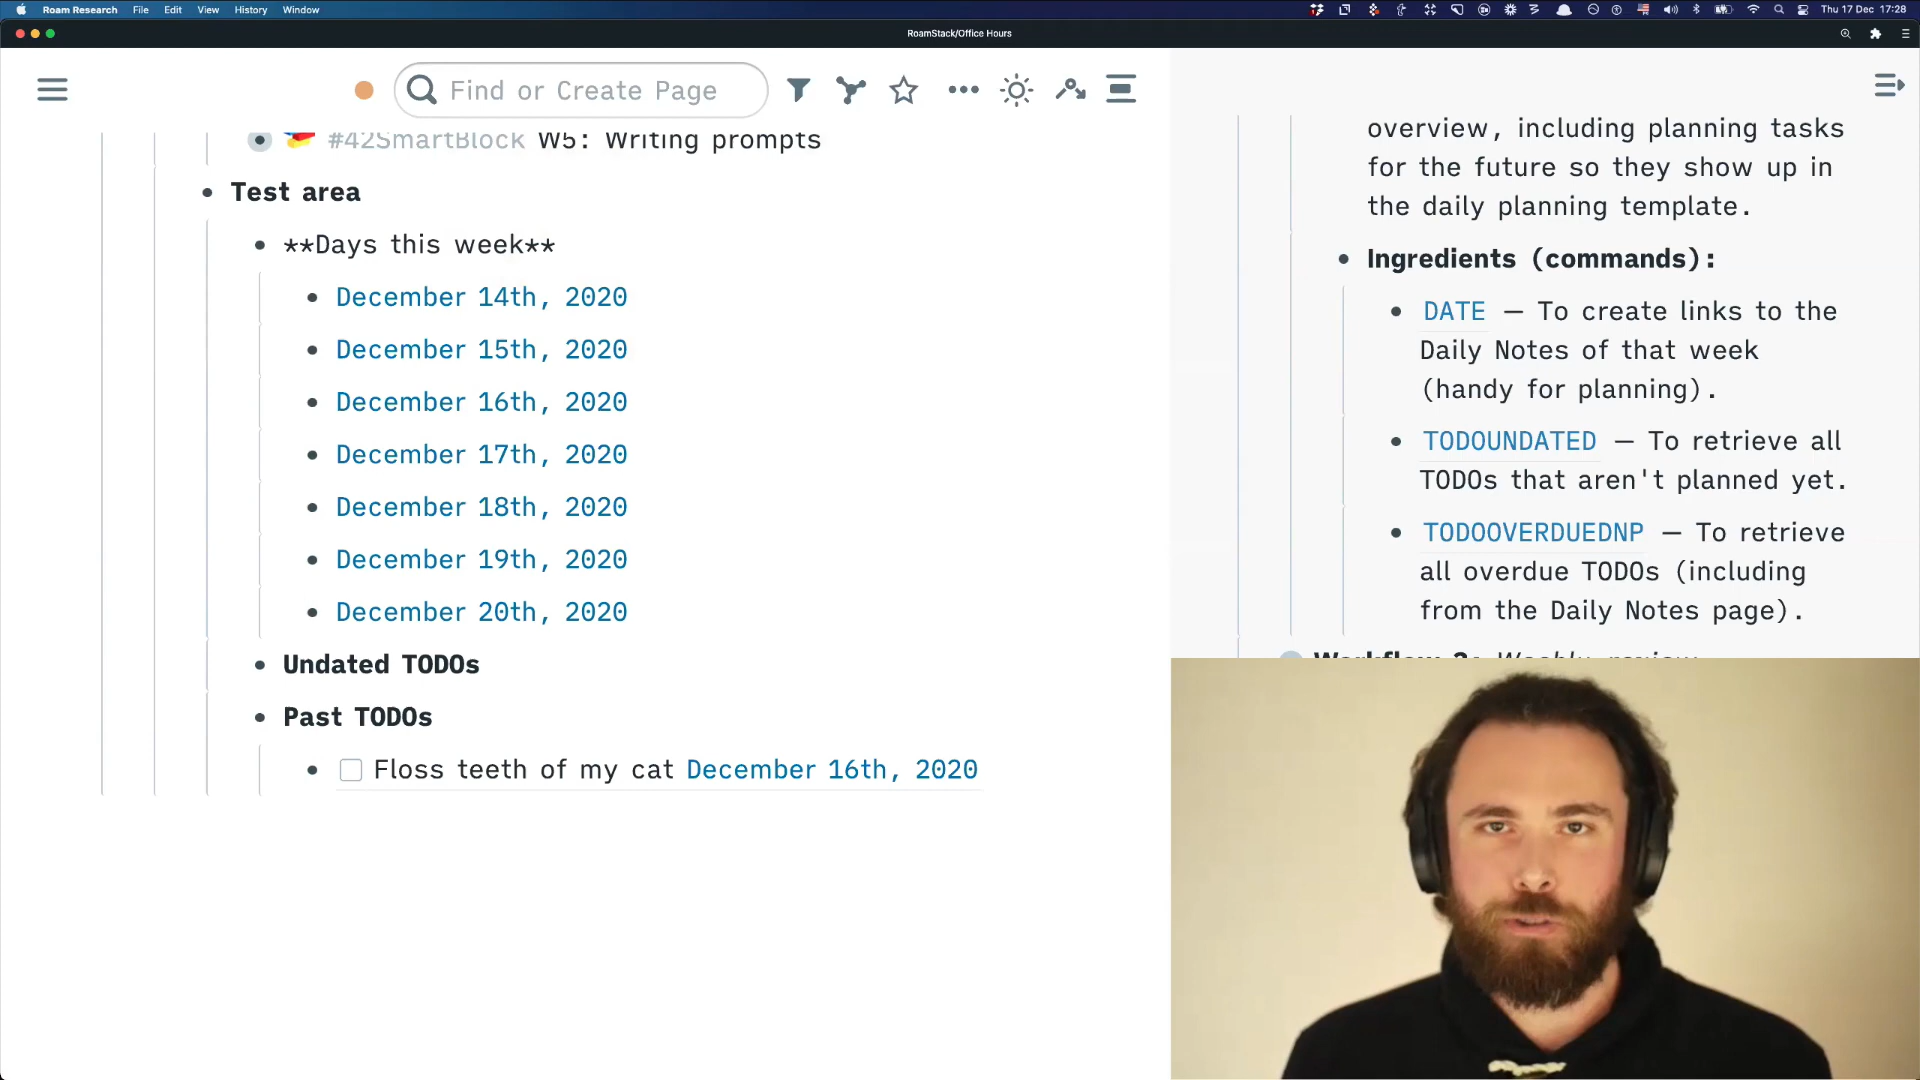 Roam Research File Edit View History Window
Thu 17 Dec 17:28
RoamStack/Office Hours
Find or Create Page
#42SmartBlock W5: Writing prompts
Test area
**Days this week**
December 14th, 2020
December 15th, 2020
December 16th, 2020
December 17th, 2020
December 18th, 2020
December 19th, 2020
December 20th, 2020
Undated TODOs
Past TODOs
Floss teeth of my cat December 16th, 2020
overview, including planning tasks
for the future so they show up in
the daily planning template.
Ingredients (commands):
DATE — To create links to the
Daily Notes of that week
(handy for planning).
TODOUNDATED — To retrieve all
TODOs that aren't planned yet.
TODOOVERDUEDNP — To retrieve
all overdue TODOs (including
from the Daily Notes page).
Workflow 2: Weekly review